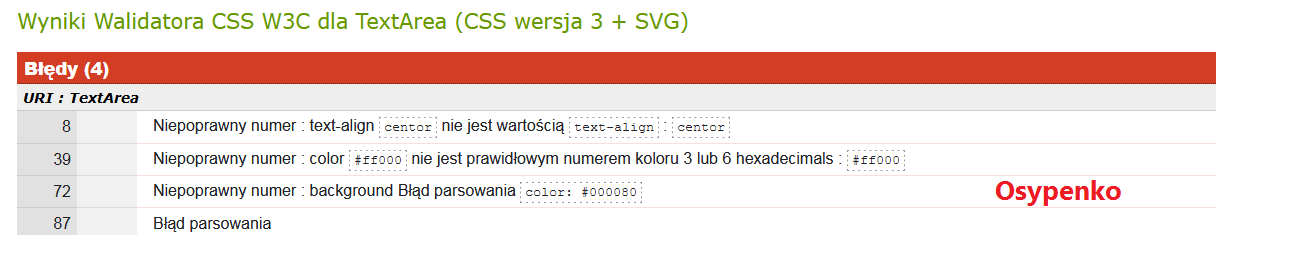 Wyniki Walidatora CSS W3C dla TextArea (CSS wersja 3 + SVG)
Błędy (4)
URI : TextArea
8 Niepoprawny numer : text-align centor nie jest wartością text-align : centor
39 Niepoprawny numer : color #ff000 nie jest prawidłowym numerem koloru 3 lub 6 hexadecimals : #ff000
72 Niepoprawny numer : background Błąd parsowania color: #000080
Osypenko
87 Błąd parsowania